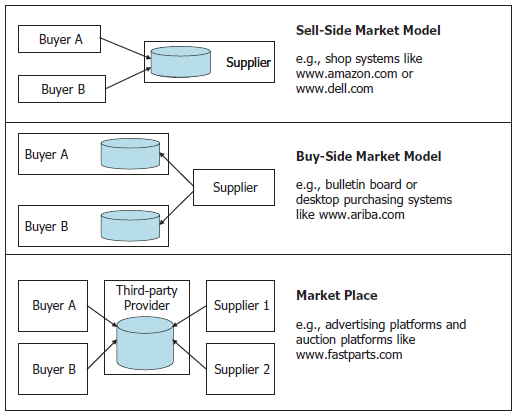 Buyer A
Buyer B
Supplier
Sell-Side Market Model
e.g., shop systems like
www.amazon.com or
www.dell.com
Buyer A
Buyer B
Supplier
Buy-Side Market Model
e.g., bulletin board or
desktop purchasing systems
like www.ariba.com
Buyer A
Buyer B
Third-party
Provider
Supplier 1
Supplier 2
Market Place
e.g., advertising platforms and
auction platforms like
www.fastparts.com